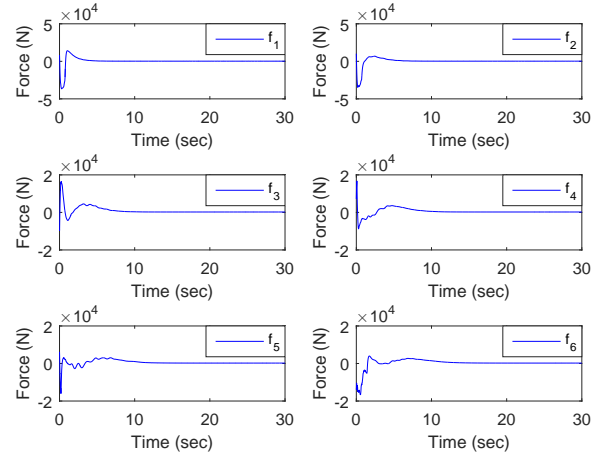 ×10⁴
Force (N)
5
0
-5
f₁
0 10 20 30
Time (sec)
×10⁴
Force (N)
5
0
-5
f₂
0 10 20 30
Time (sec)
×10⁴
Force (N)
2
0
-2
f₃
0 10 20 30
Time (sec)
×10⁴
Force (N)
2
0
-2
f₄
0 10 20 30
Time (sec)
×10⁴
Force (N)
2
0
-2
f₅
0 10 20 30
Time (sec)
×10⁴
Force (N)
2
0
-2
f₆
0 10 20 30
Time (sec)